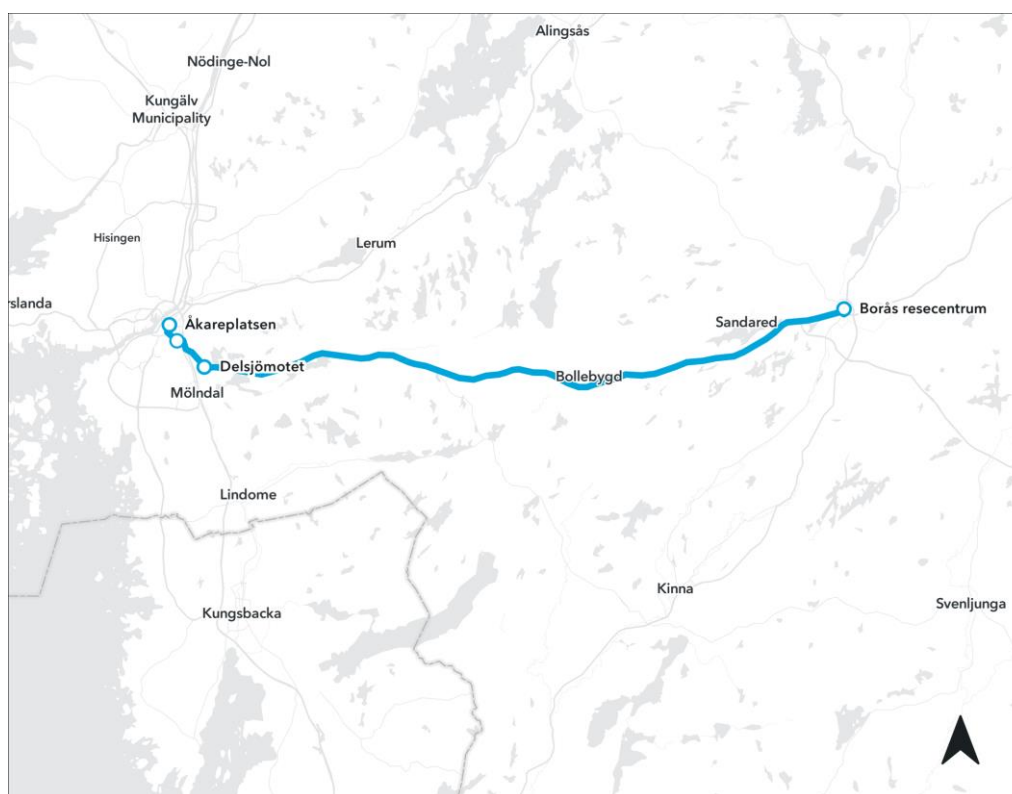 Alingsås
Nödinge-Nol
Kungälv
Municipality
Hisingen
Lerum
rslanda
Åkareplatsen
Sandared
Borås resecentrum
Delsjömotet
Bollebygd
Mölndal
Lindome
Kinna
Svenljunga
Kungsbacka